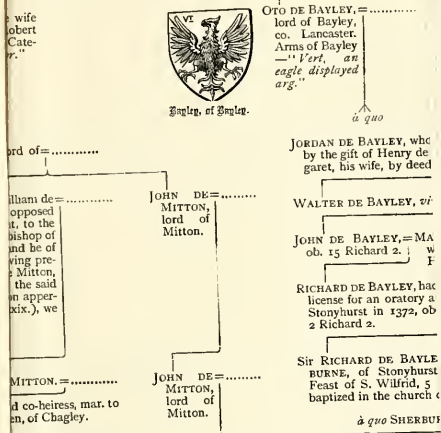 wife
obert
Cate-
r."
VI
Bayley, of Bayley.
OTO DE BAYLEY,=............
lord of Bayley,
co. Lancaster.
Arms of Bayley
—"Vert, an
eagle displayed
arg."
à quo
JORDAN DE BAYLEY, who
by the gift of Henry de
garet, his wife, by deed
WALTER DE BAYLEY, vi
JOHN DE BAYLEY,=MA
ob. 15 Richard 2.
RICHARD DE BAYLEY, had
license for an oratory a
Stonyhurst in 1372, ob
2 Richard 2.
Sir RICHARD DE BAYLE
BURNE, of Stonyhurst
Feast of S. Wilfrid, 5
baptized in the church
à quo SHERBUR
ord of=............
illiam de=............
opposed
t, to the
bishop of
and he of
ving pre-
Mitton,
the said
on apper-
xix.), we
JOHN DE=.........
MITTON,
lord of
Mitton.
MITTON.=.........
d co-heiress, mar. to
en, of Chagley.
JOHN DE=.........
MITTON,
lord of
Mitton.